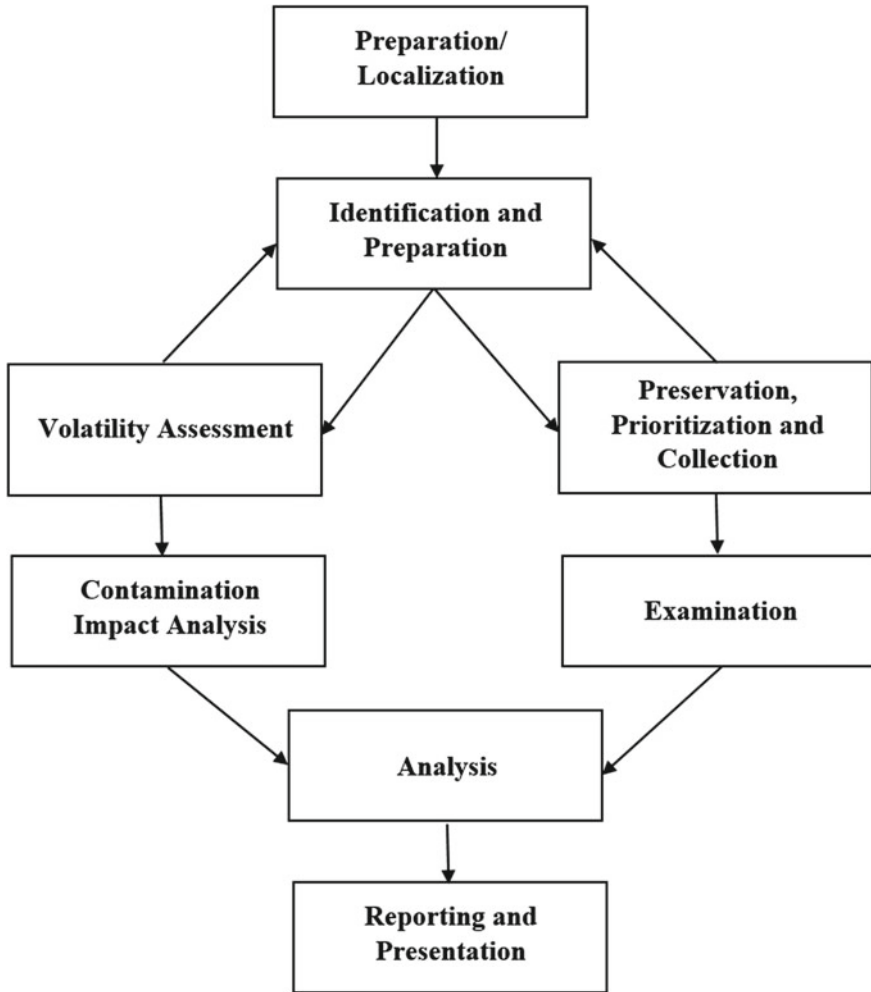 Preparation/
Localization
Identification and
Preparation
Volatility Assessment
Preservation,
Prioritization and
Collection
Contamination
Impact Analysis
Examination
Analysis
Reporting and
Presentation